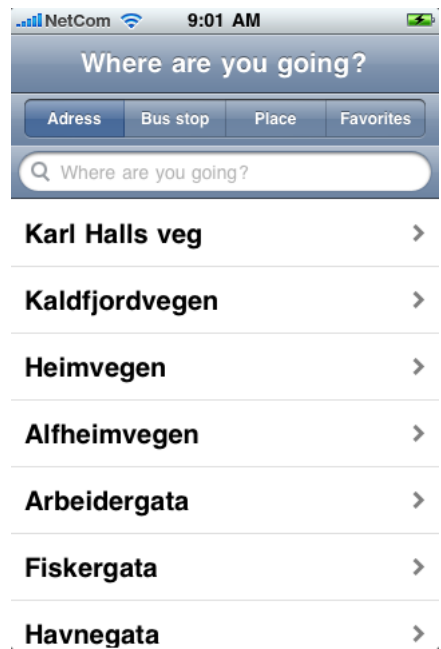 NetCom 9:01 AM
Where are you going?
Adress Bus stop Place Favorites
Where are you going?
Karl Halls veg
Kaldfjordvegen
Heimvegen
Alfheimvegen
Arbeidergata
Fiskergata
Havnegata